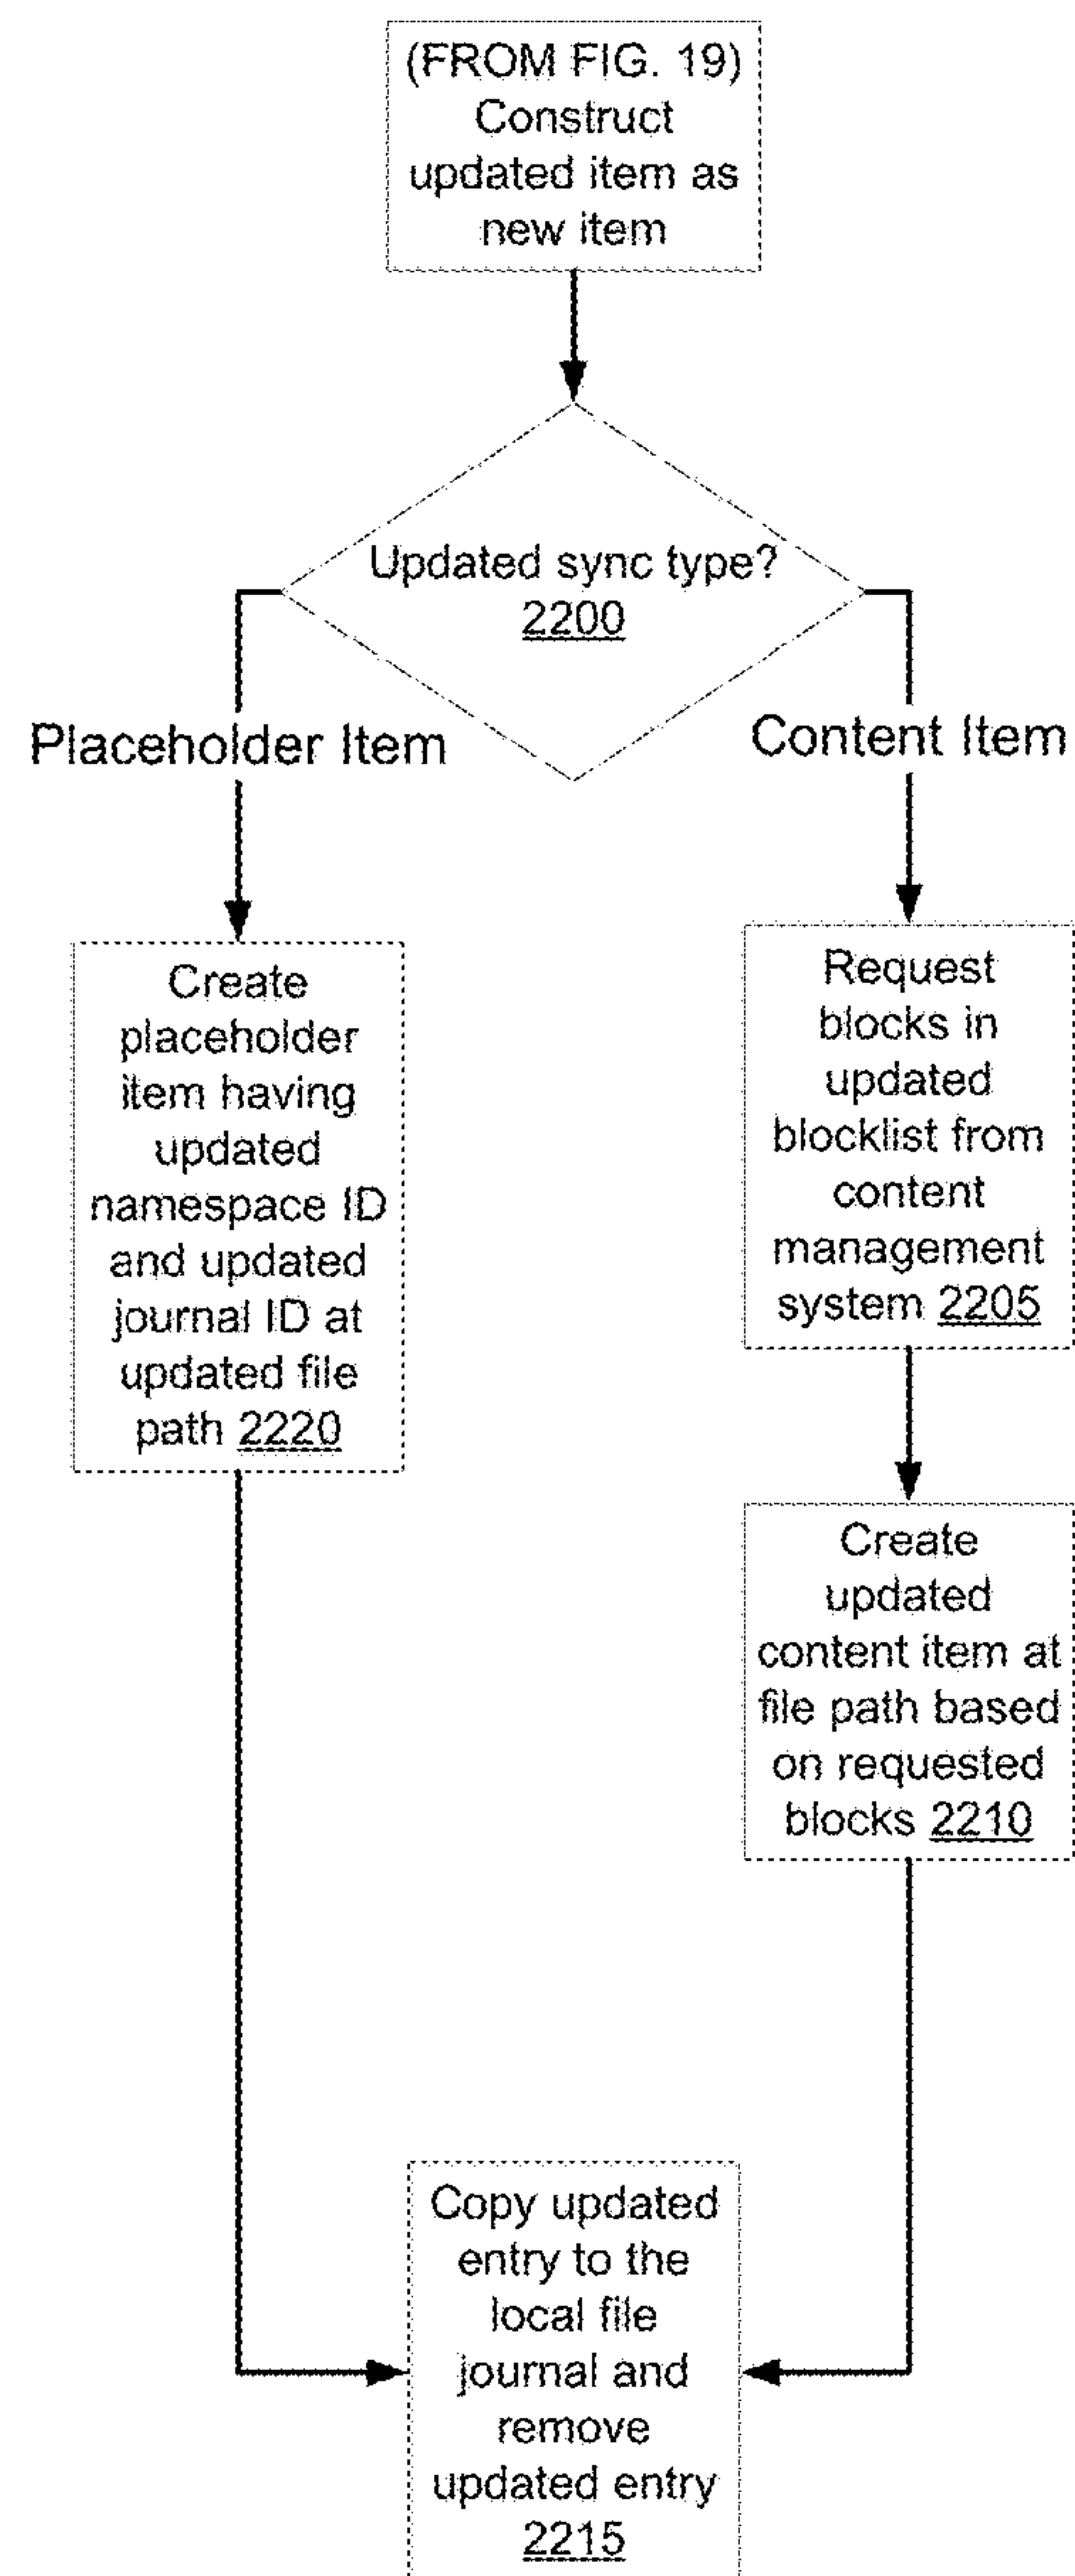 (FROM FIG. 19)
Construct
updated item as
new item
Updated sync type?
2200
Placeholder Item
Content Item
Create
placeholder
item having
updated
namespace ID
and updated
journal ID at
updated file
path 2220
Request
blocks in
updated
blocklist from
content
management
system 2205
Create
updated
content item at
file path based
on requested
blocks 2210
Copy updated
entry to the
local file
journal and
remove
updated entry
2215